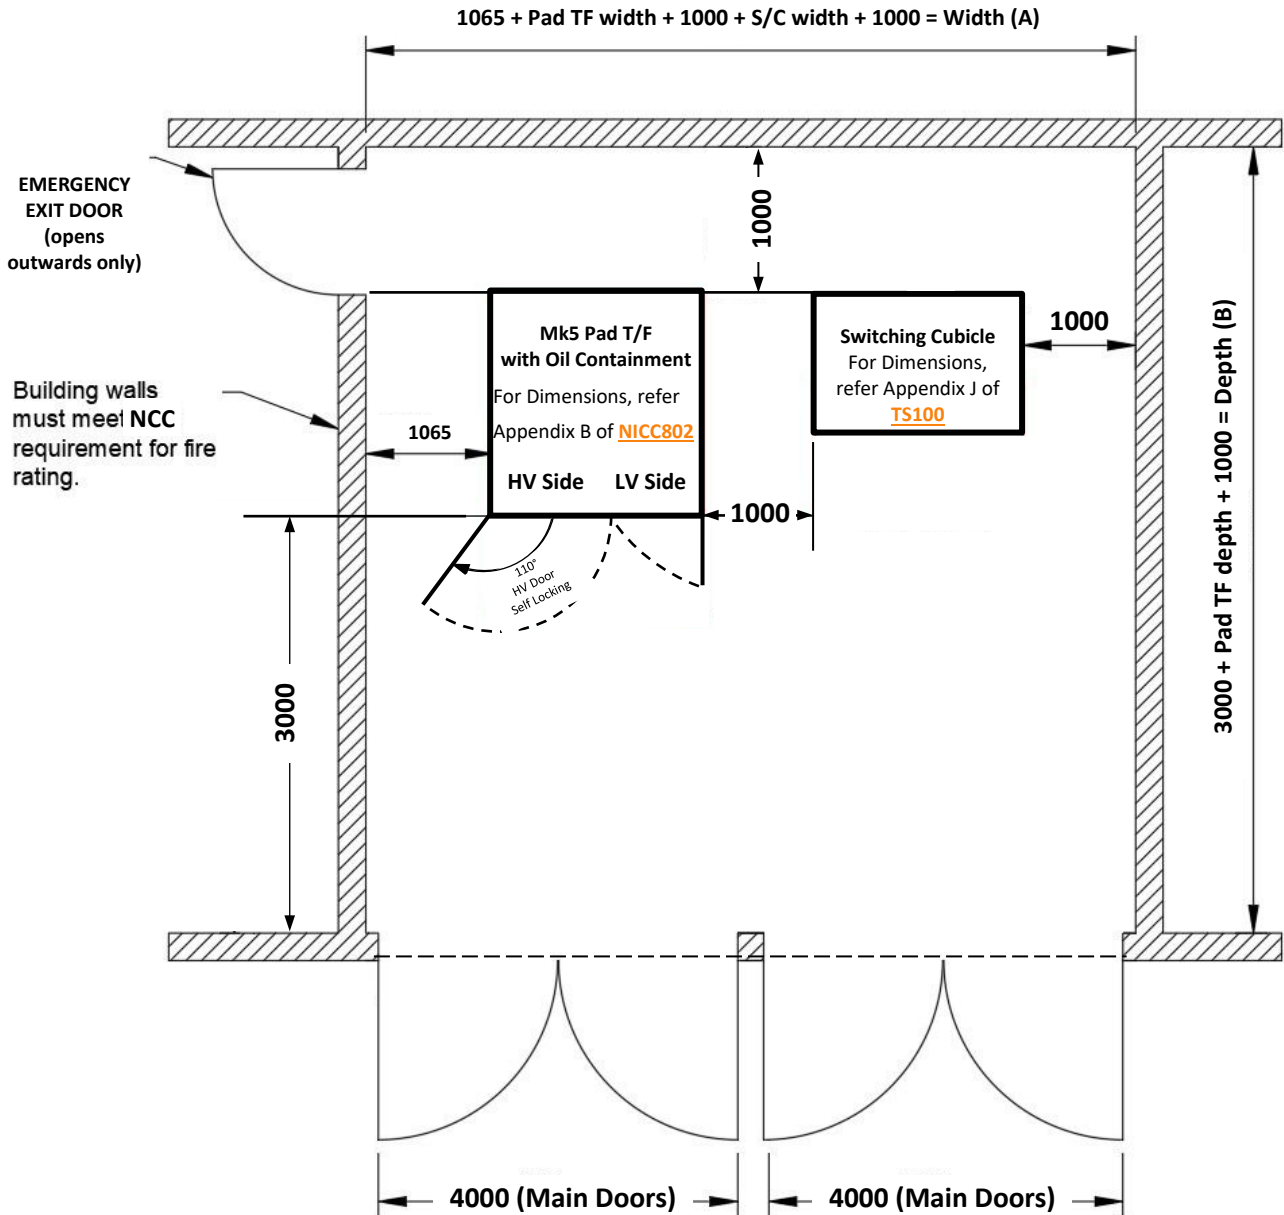 1065 + Pad TF width + 1000 + S/C width + 1000 = Width (A)
EMERGENCY
EXIT DOOR
(opens
outwards only)
1000
3000 + Pad TF depth + 1000 = Depth (B)
Mk5 Pad T/F
with Oil Containment
For Dimensions, refer
Appendix B of NICC802
HV Side LV Side
Switching Cubicle
For Dimensions,
refer Appendix J of
TS100
1000
Building walls
must meet NCC
requirement for fire
rating.
1065
1000
110°
HV Door
Self Locking
3000
4000 (Main Doors)
4000 (Main Doors)